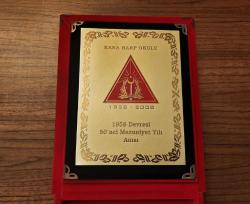 KARA HARP OKULU
1958 - 2008
1958 Devresi
50'nci Mezuniyet Yılı
Anısı